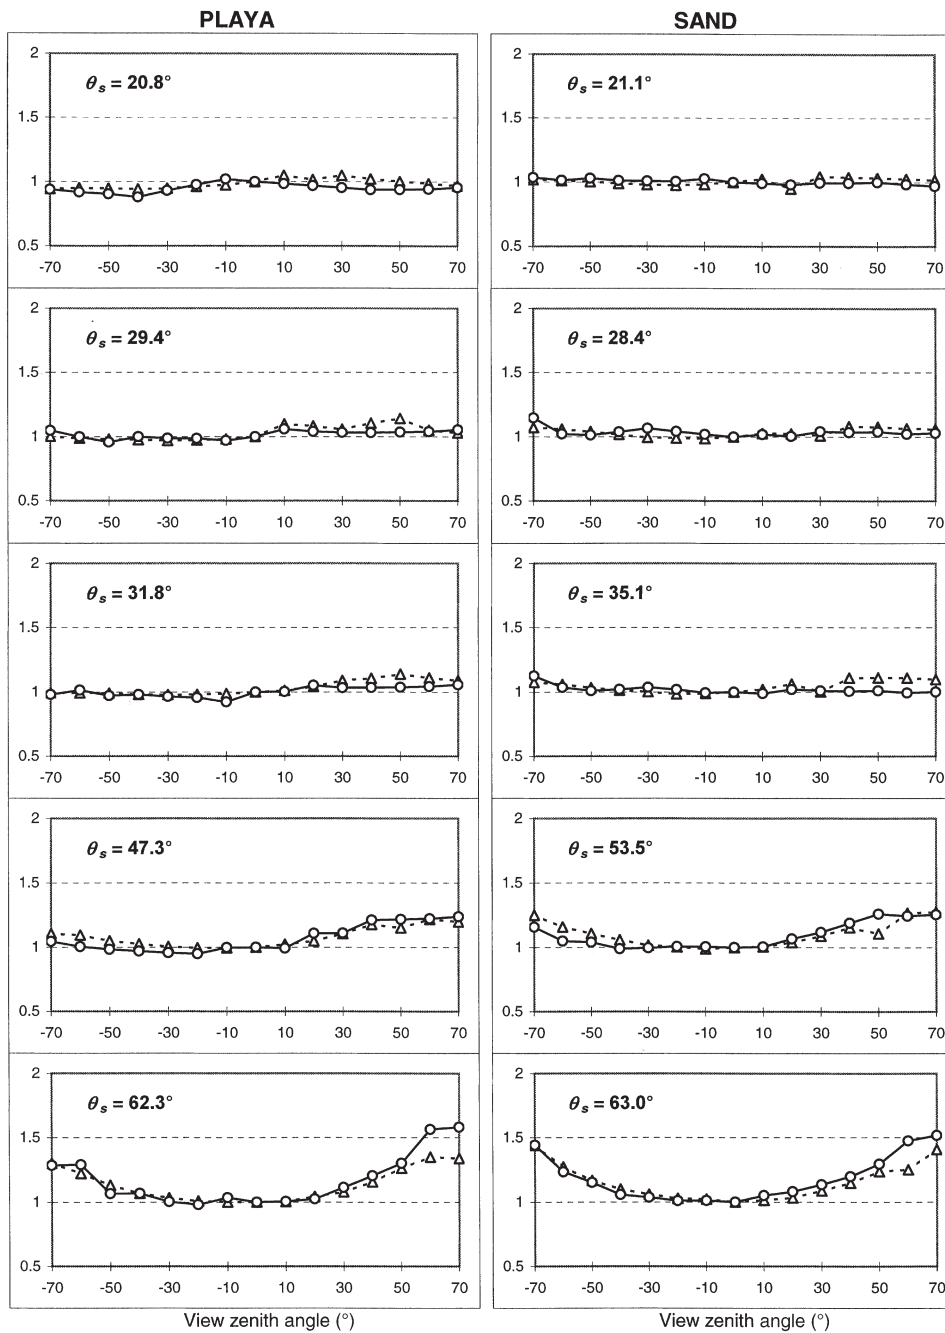 PLAYA SAND
θs = 20.8° θs = 21.1°
2 2
1.5 1.5
1 1
0.5 0.5
-70 -50 -30 -10 10 30 50 70 -70 -50 -30 -10 10 30 50 70
θs = 29.4° θs = 28.4°
2 2
1.5 1.5
1 1
0.5 0.5
-70 -50 -30 -10 10 30 50 70 -70 -50 -30 -10 10 30 50 70
θs = 31.8° θs = 35.1°
2 2
1.5 1.5
1 1
0.5 0.5
-70 -50 -30 -10 10 30 50 70 -70 -50 -30 -10 10 30 50 70
θs = 47.3° θs = 53.5°
2 2
1.5 1.5
1 1
0.5 0.5
-70 -50 -30 -10 10 30 50 70 -70 -50 -30 -10 10 30 50 70
θs = 62.3° θs = 63.0°
2 2
1.5 1.5
1 1
0.5 0.5
-70 -50 -30 -10 10 30 50 70 -70 -50 -30 -10 10 30 50 70
View zenith angle (°) View zenith angle (°)